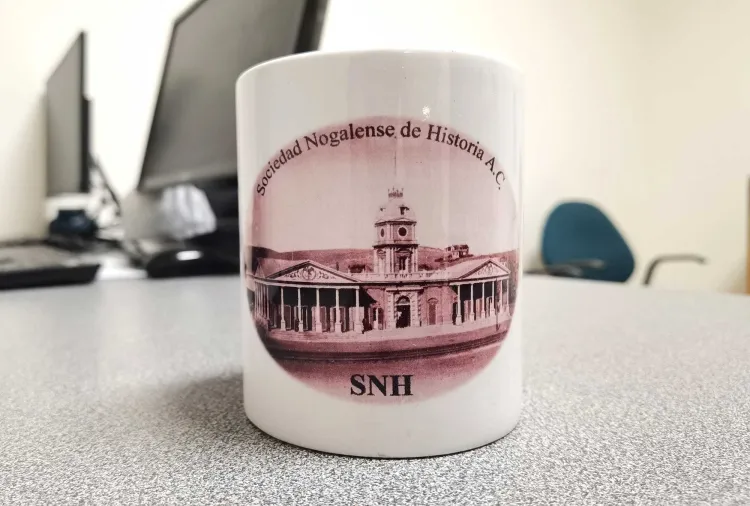 Sociedad Nogalense de Historia A.C.
SNH